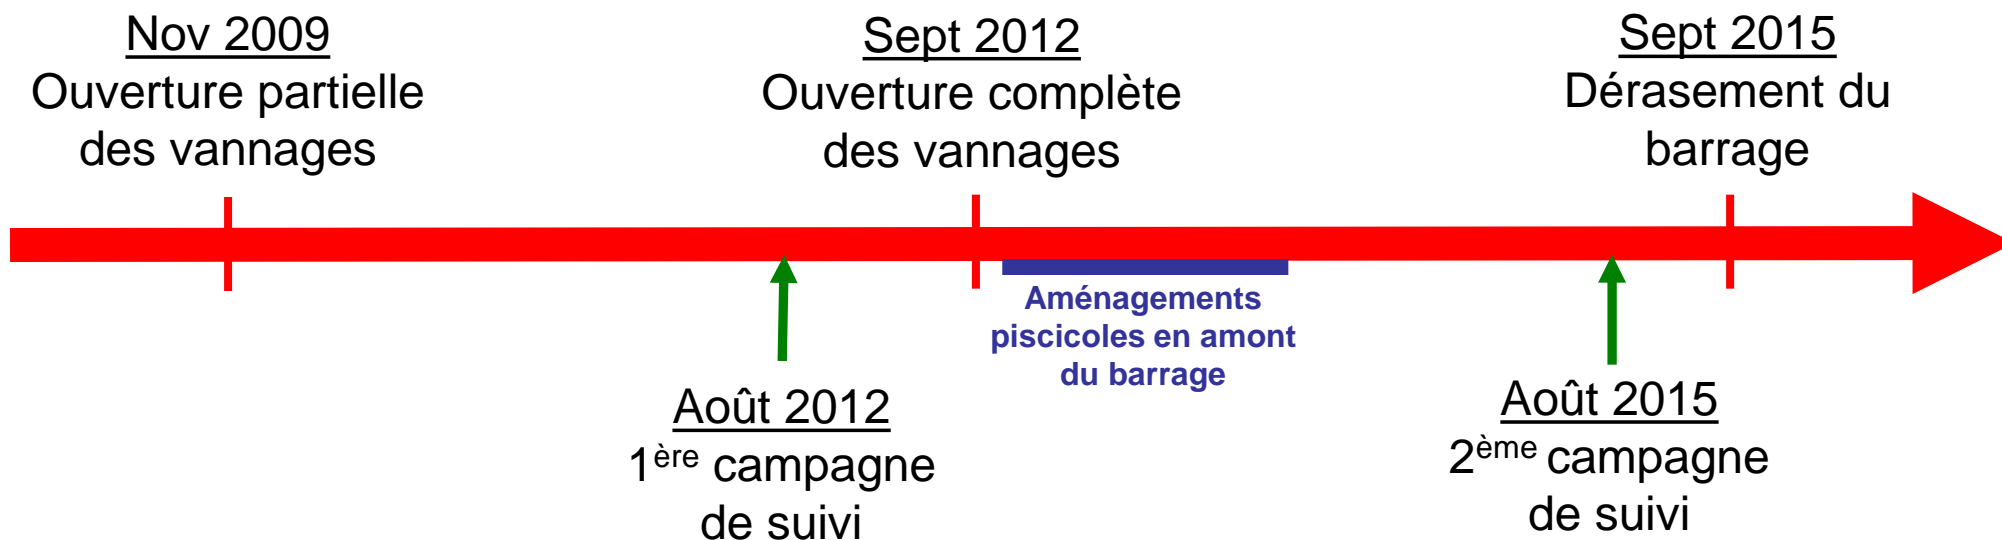 Nov 2009
Ouverture partielle
des vannages
Sept 2012
Ouverture complète
des vannages
Sept 2015
Dérasement du
barrage
Aménagements
piscicoles en amont
du barrage
Août 2012
1ère campagne
de suivi
Août 2015
2ème campagne
de suivi